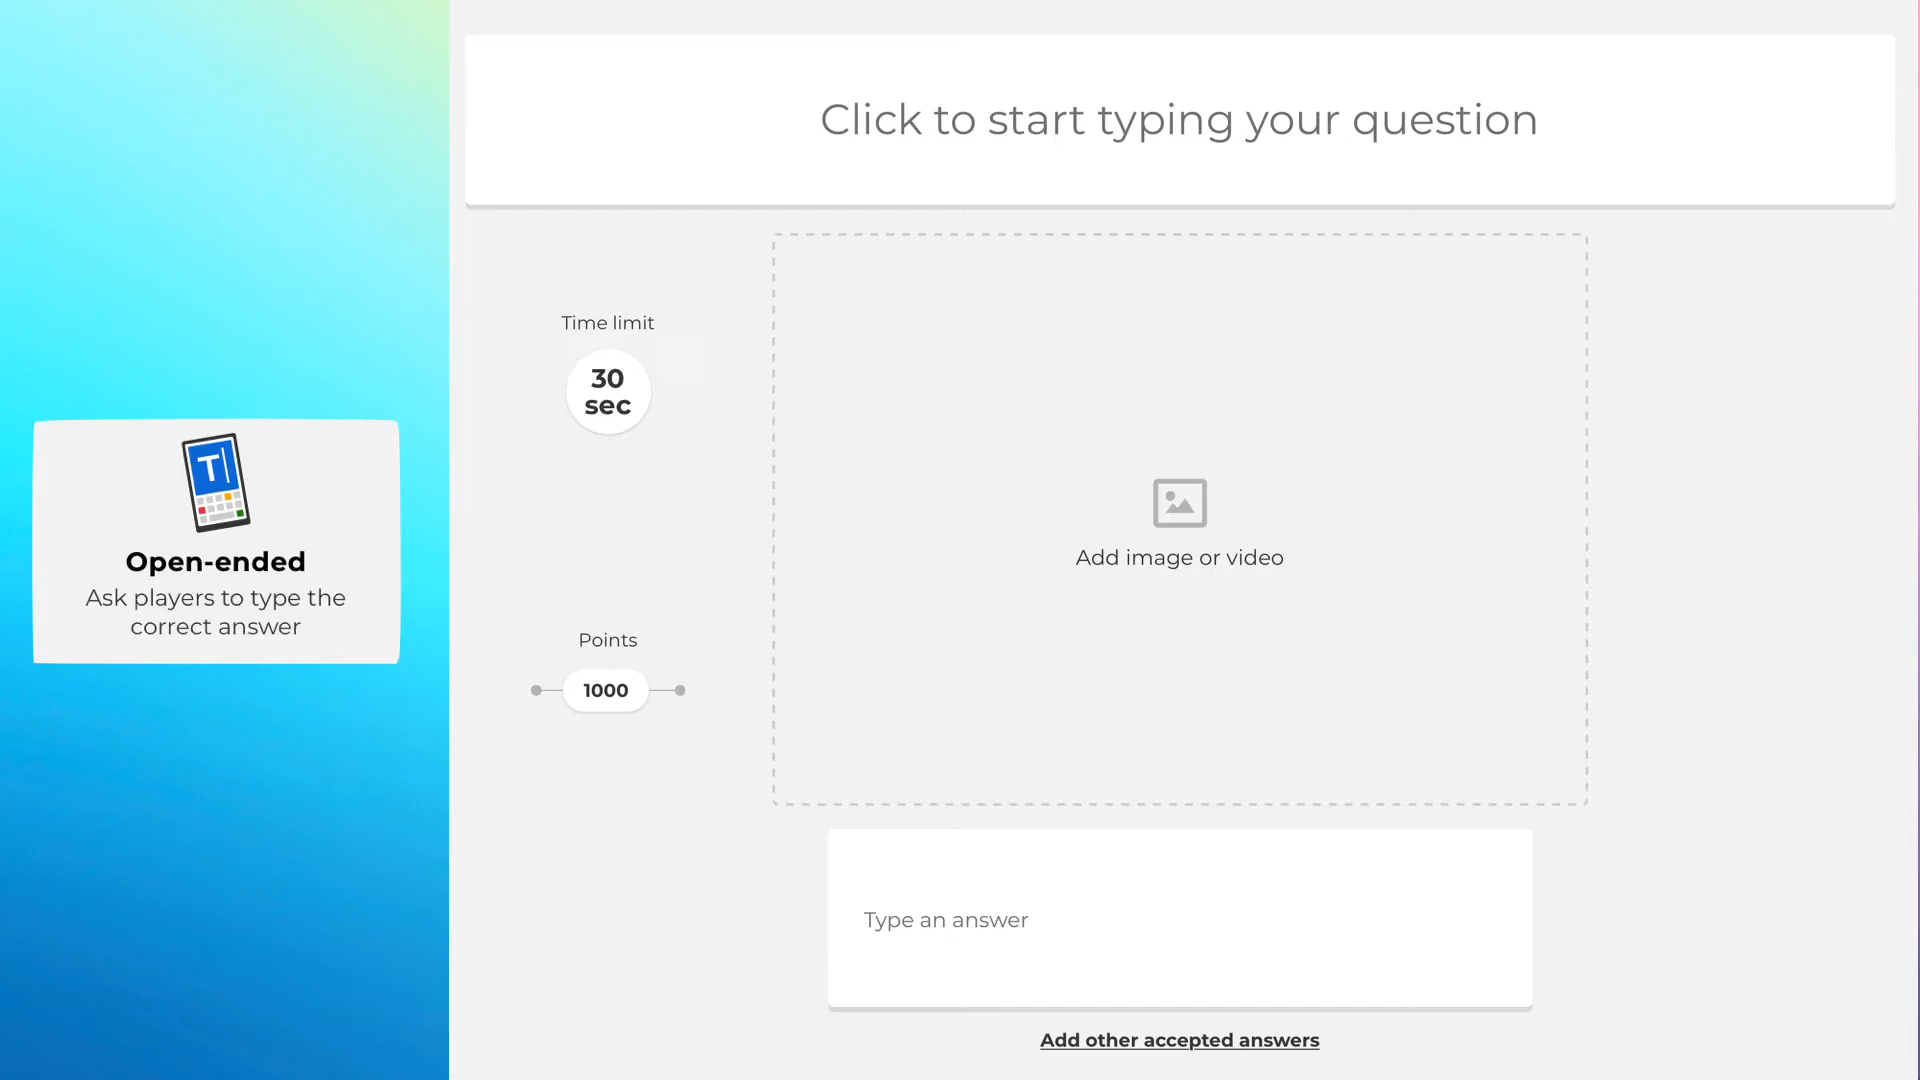 Click to start typing your question
Time limit
30
sec
T
Open-ended
Ask players to type the
correct answer
Add image or video
Points
1000
Type an answer
Add other accepted answers